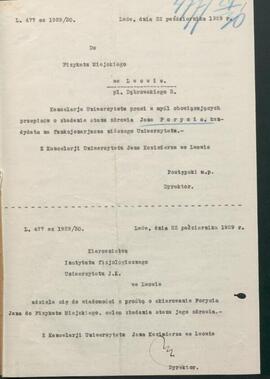 L. 477 ex 1929/30.
Lwów, dnia 22 października 1929 r.
Do
Fizykatu Miejskiego
we Lwowie.
pl. Dąbrowskiego 2.
Kancelarja Uniwersytetu prosi w myśl obowiązujących
przepisów o zbadanie stanu zdrowia Jana Porycia, kan-
dydata na funkcjonarjusza niższego Uniwersytetu.-
Z Kancelarji Uniwersytetu Jana Kazimierza we Lwowie
m.p.
Dyrektor.
L. 477 ex 1929/30.
Lwów, dnia 22 października 1929
Kierownictwu
Instytutu fizjologicznego
Uniwersytetu J.K.
we Lwowie
udziela się do wiadomości z prośbą o skierowanie Porycia
Jana do Fizykatu Miejskiego, celem zbadania stanu jego zdrowia.-
Z Kancelarji Uniwersytetu Jana Kazimierza we Lwowie
Dyrektor.